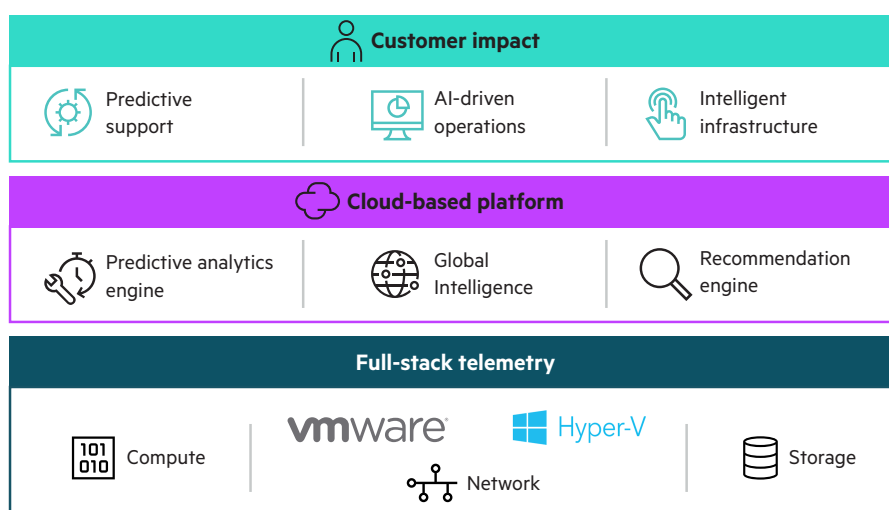 Customer impact
Predictive
support
AI-driven
operations
Intelligent
infrastructure
Cloud-based platform
Predictive analytics
engine
Global
Intelligence
Recommendation
engine
Full-stack telemetry
101
010
Compute
vmware®
Hyper-V
Network
Storage